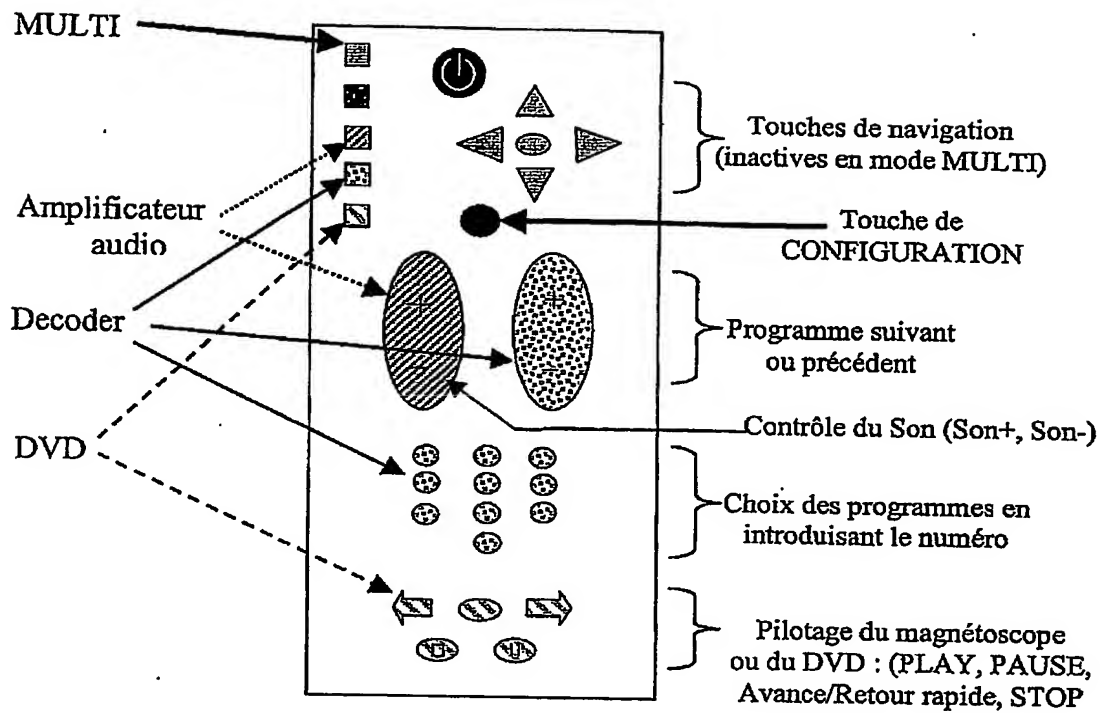 MULTI
Touches de navigation
(inactives en mode MULTI)
Amplificateur
audio
Touche de
CONFIGURATION
+
+
-
-
Decoder
Programme suivant
ou précédent
Contrôle du Son (Son+, Son-)
DVD
Choix des programmes en
introduisant le numéro
Pilotage du magnétoscope
ou du DVD : (PLAY, PAUSE,
Avance/Retour rapide, STOP